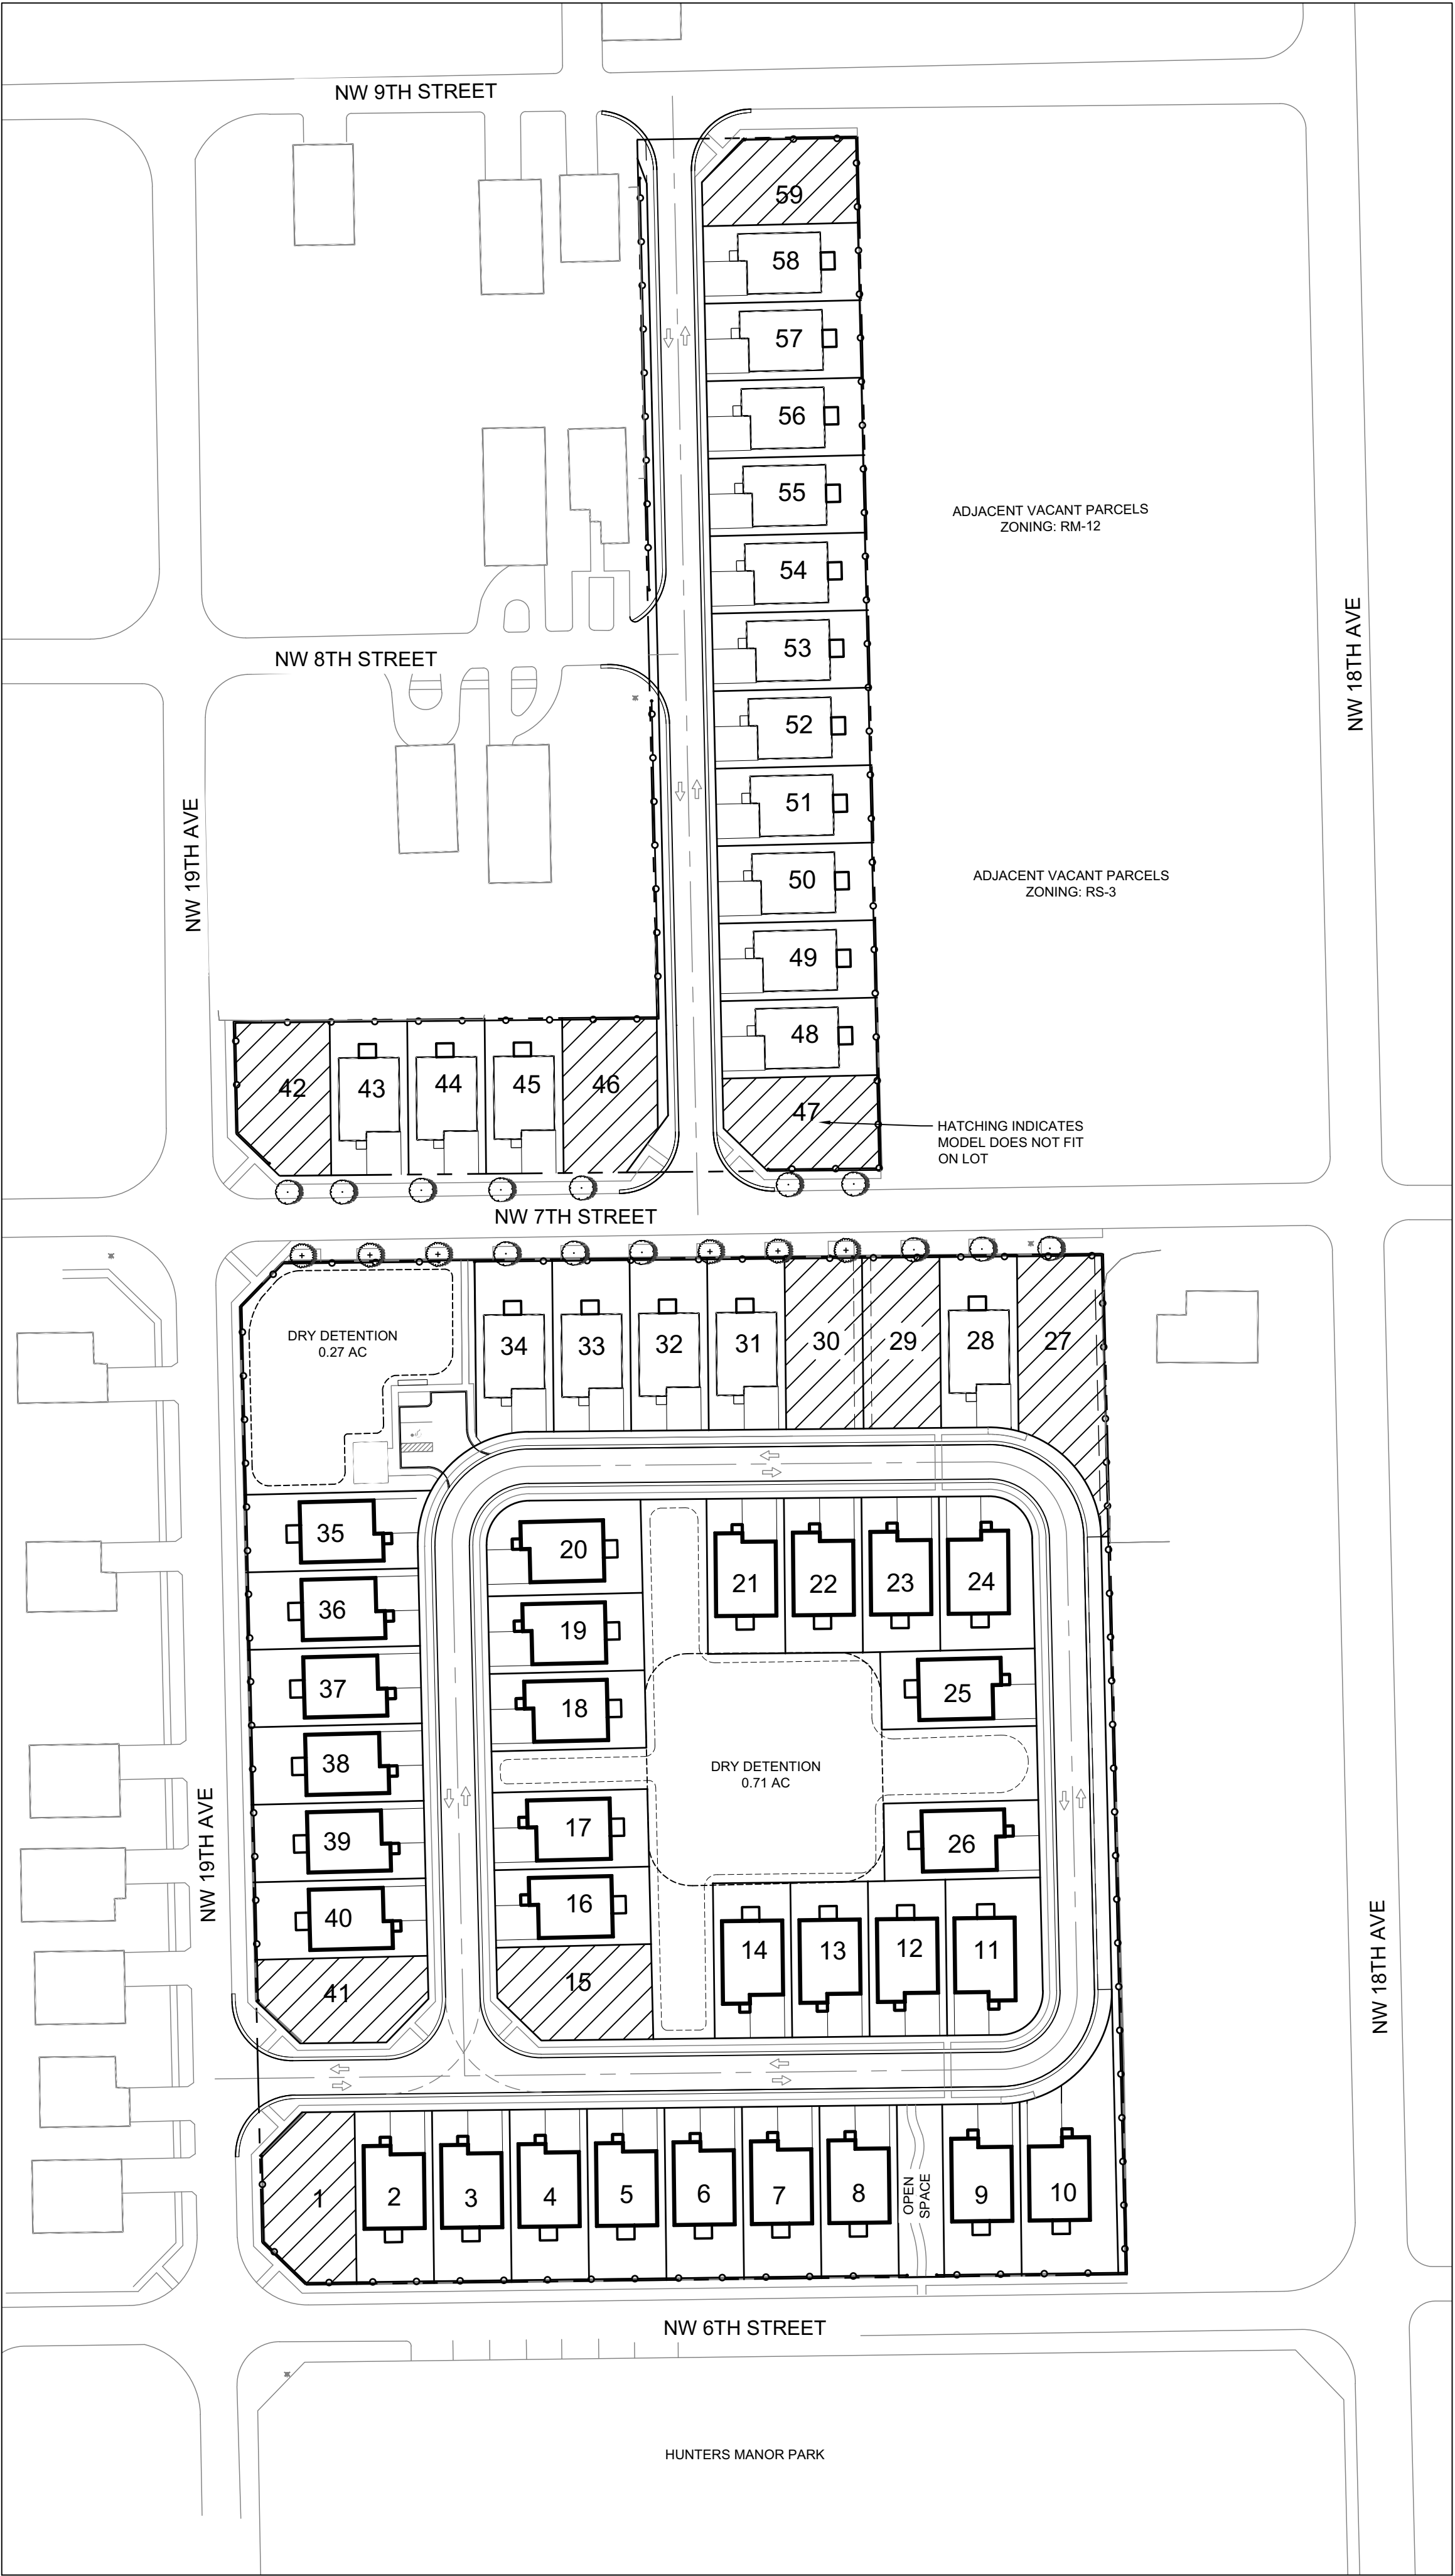 NW 9TH STREET
59
58
57
56
55
ADJACENT VACANT PARCELS
ZONING: RM-12
54
53
NW 8TH STREET
NW 18TH AVE
52
51
NW 19TH AVE
50
ADJACENT VACANT PARCELS
ZONING: RS-3
49
48
42
43
44
45
46
47
HATCHING INDICATES
MODEL DOES NOT FIT
ON LOT
NW 7TH STREET
DRY DETENTION
0.27 AC
34
33
32
31
30
29
28
27
35
20
21
22
23
24
36
19
37
18
25
38
DRY DETENTION
0.71 AC
39
17
26
NW 19TH AVE
40
16
14
13
12
11
41
15
NW 18TH AVE
1
2
3
4
5
6
7
8
OPEN
SPACE
9
10
NW 6TH STREET
HUNTERS MANOR PARK